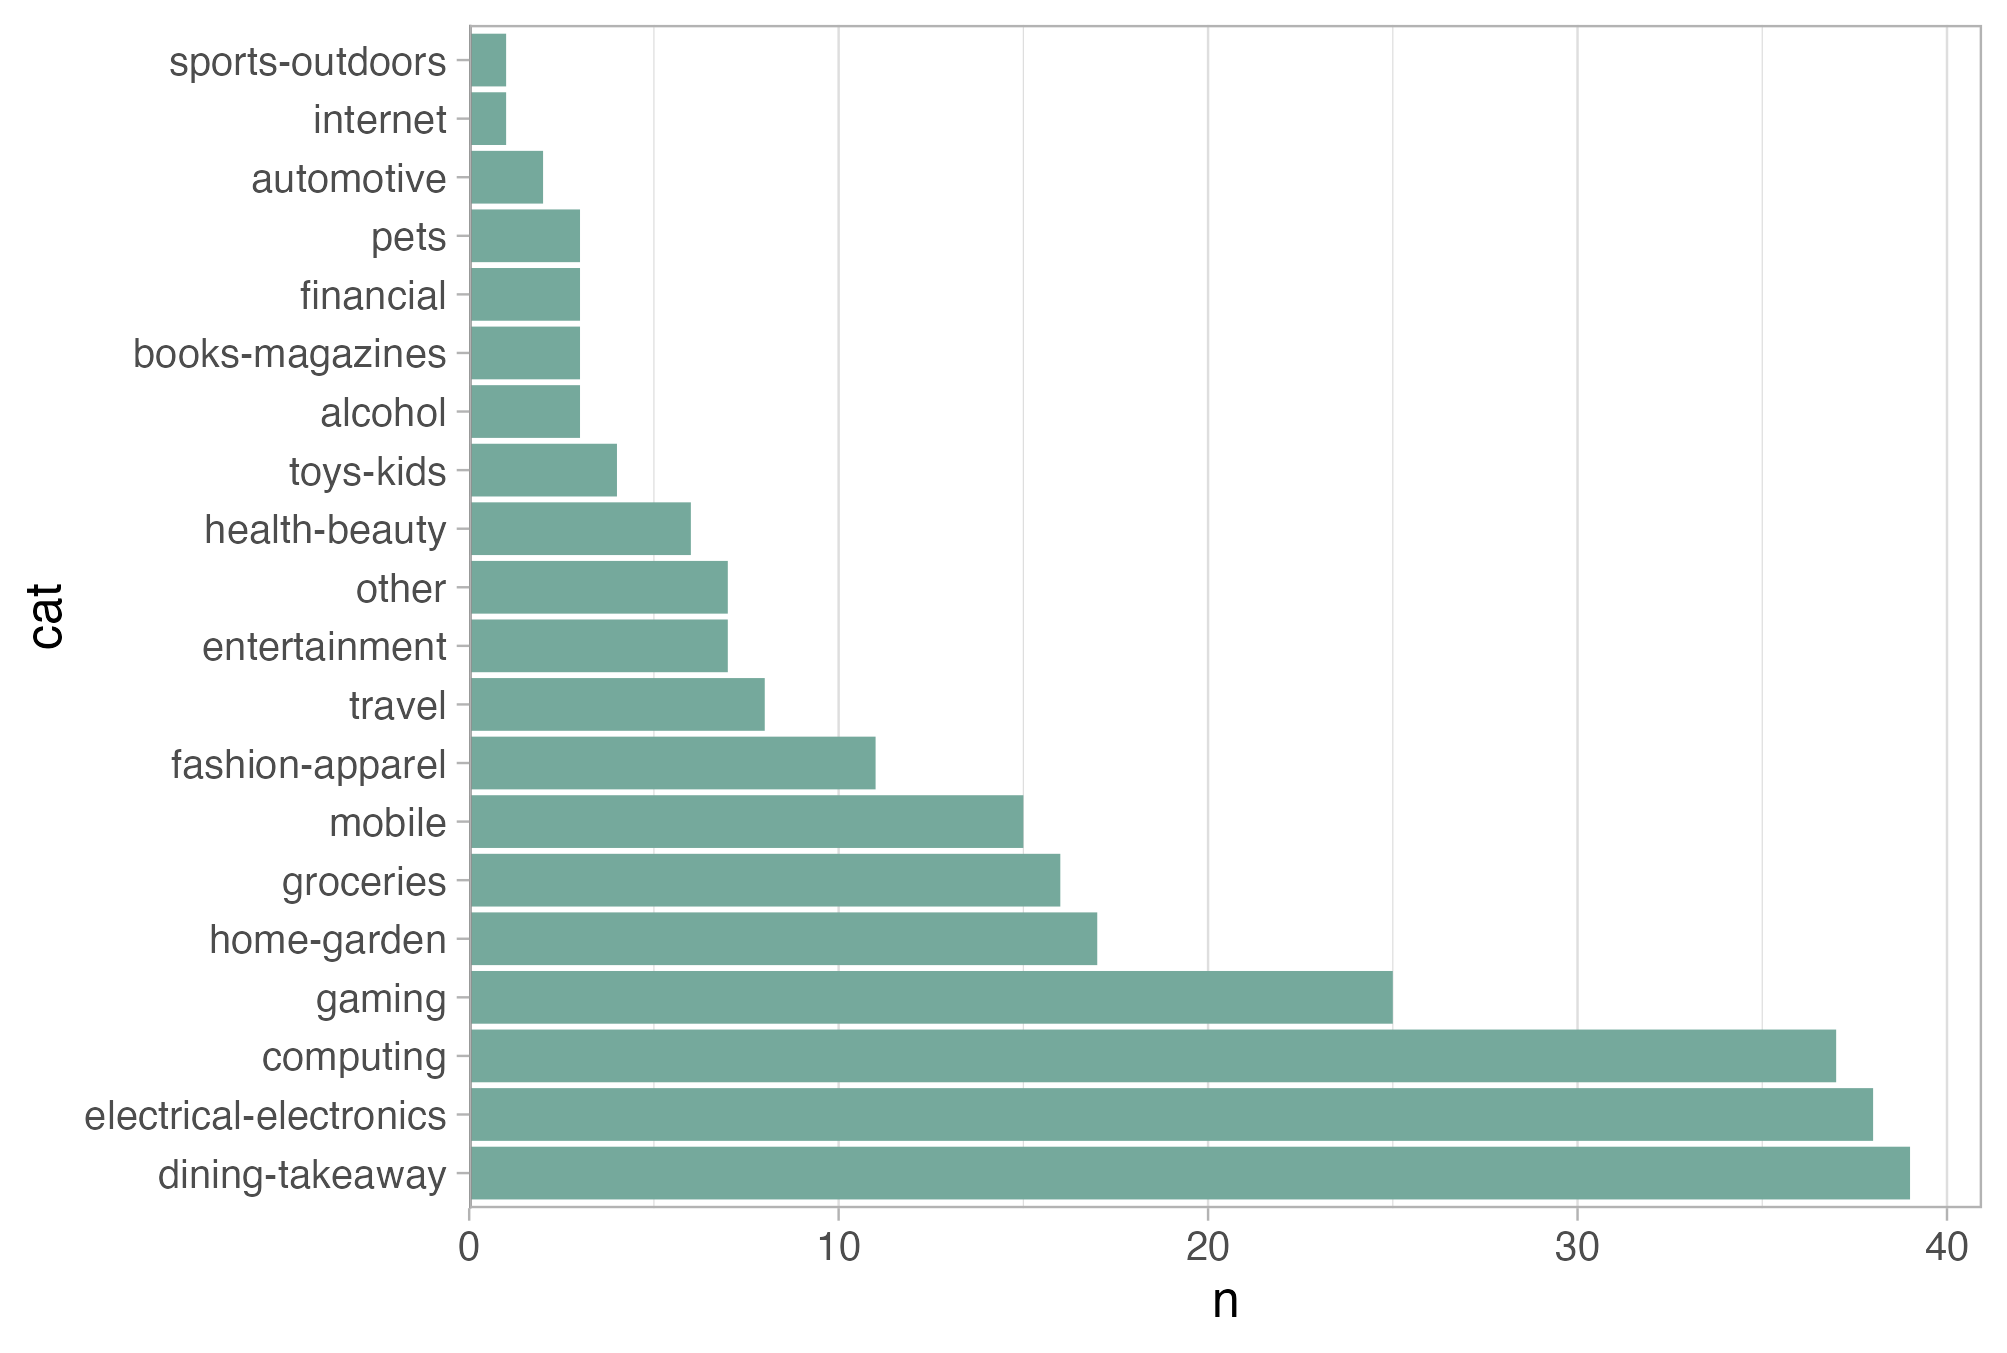 sports-outdoors
internet
automotive
pets
financial
books-magazines
alcohol
toys-kids
health-beauty
other
entertainment
travel
fashion-apparel
mobile
groceries
home-garden
gaming
computing
electrical-electronics
dining-takeaway
cat
0 10 20 30 40
n